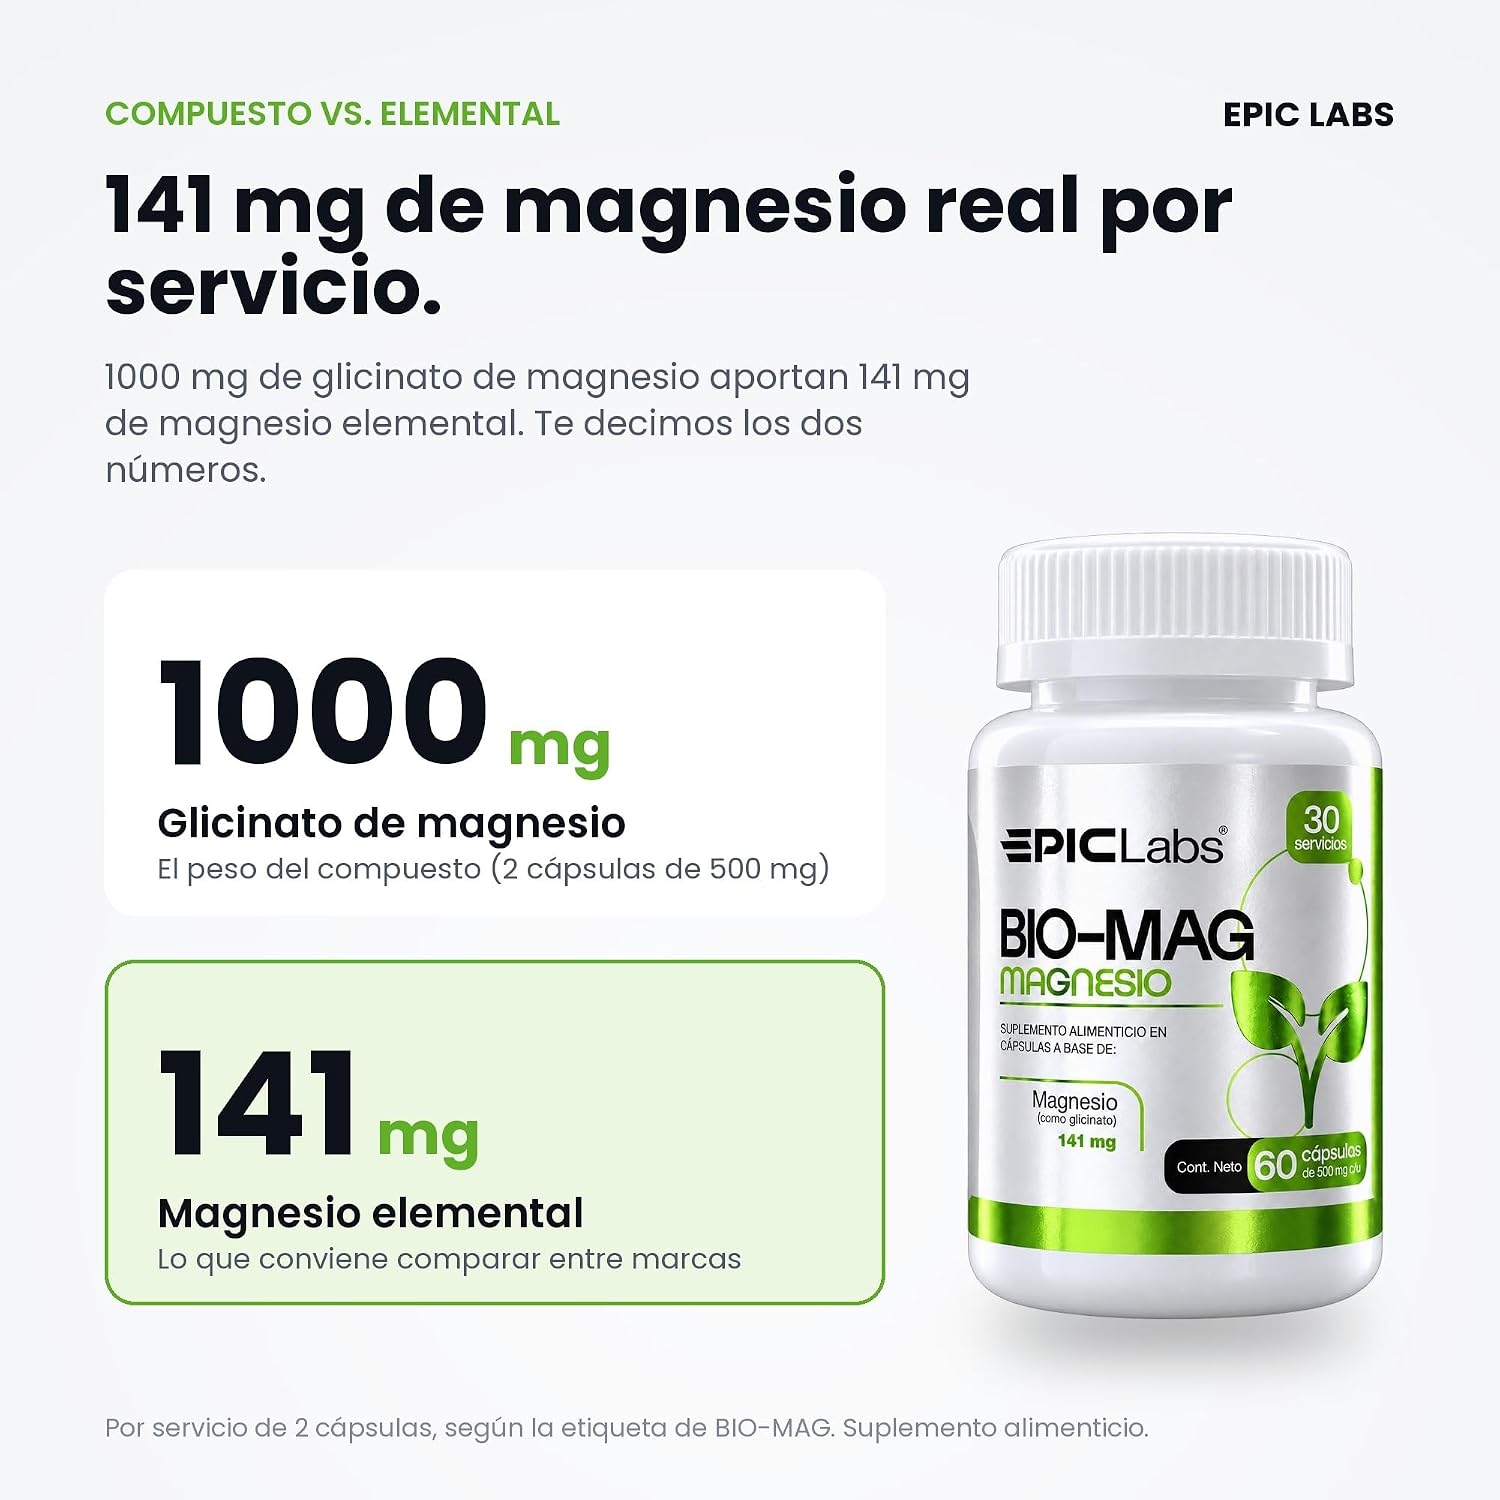 COMPUESTO VS. ELEMENTAL
EPIC LABS
141 mg de magnesio real por
servicio.
1000 mg de glicinato de magnesio aportan 141 mg
de magnesio elemental. Te decimos los dos
números.
1000 mg
Glicinato de magnesio
El peso del compuesto (2 cápsulas de 500 mg)
141 mg
Magnesio elemental
Lo que conviene comparar entre marcas
30
servicios
EPICLabs®
BIO-MAG
MAGNESIO
SUPLEMENTO ALIMENTICIO EN
CÁPSULAS A BASE DE:
Magnesio
(como glicinato)
141 mg
Cont. Neto 60 cápsulas
de 500 mg c/u
Por servicio de 2 cápsulas, según la etiqueta de BIO-MAG. Suplemento alimenticio.